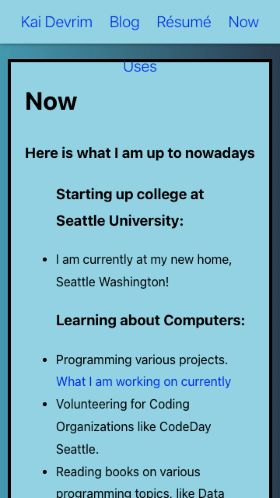 Kai Devrim Blog Résumé Now
Uses
Now
Here is what I am up to nowadays
Starting up college at
Seattle University:
• I am currently at my new home,
Seattle Washington!
Learning about Computers:
• Programming various projects.
What I am working on currently
• Volunteering for Coding
Organizations like CodeDay
Seattle.
• Reading books on various
programming topics, like Data